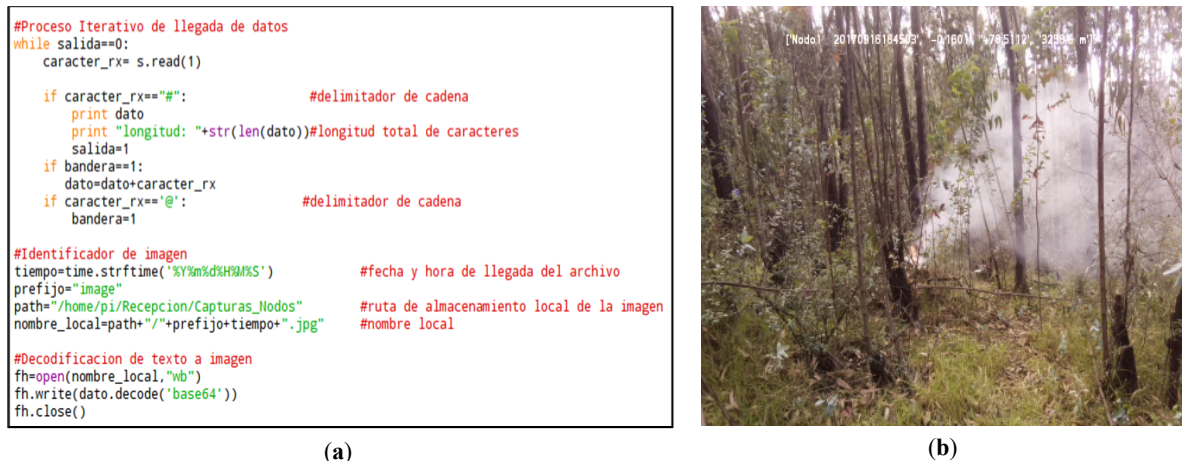 #Proceso Iterativo de llegada de datos
while salida==0:
    caracter_rx= s.read(1)

    if caracter_rx=="#":                #delimitador de cadena
        print dato
        print "longitud: "+str(len(dato))#longitud total de caracteres
        salida=1
    if bandera==1:
       dato=dato+caracter_rx
    if caracter_rx=='@':               #delimitador de cadena
        bandera=1

#Identificador de imagen
tiempo=time.strftime('%Y%m%d%H%M%S')           #fecha y hora de llegada del archivo
prefijo="image"
path="/home/pi/Recepcion/Capturas_Nodos"       #ruta de almacenamiento local de la imagen
nombre_local=path+"/"+prefijo+tiempo+".jpg"    #nombre local

#Decodificacion de texto a imagen
fh=open(nombre_local,"wb")
fh.write(dato.decode('base64'))
fh.close()
(a)
['Nodo1' 20170916164503',
(b)